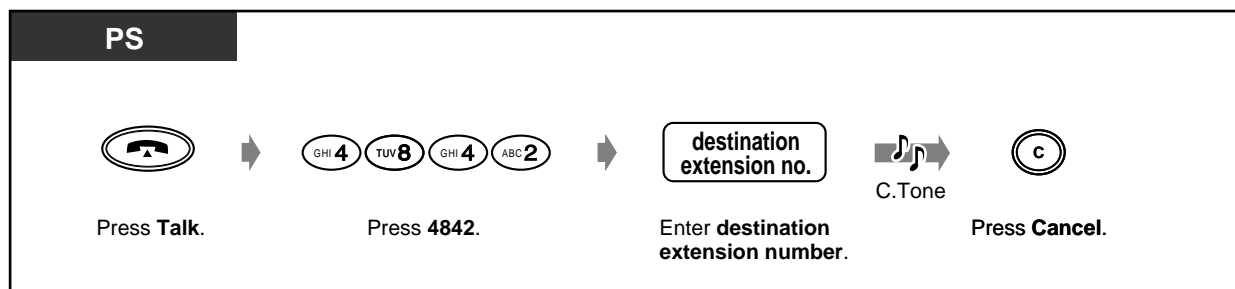 PS
GHI 4 TUV 8 GHI 4 ABC 2
destination
extension no.
C
C.Tone
Press Talk.
Press 4842.
Enter destination
extension number.
Press Cancel.